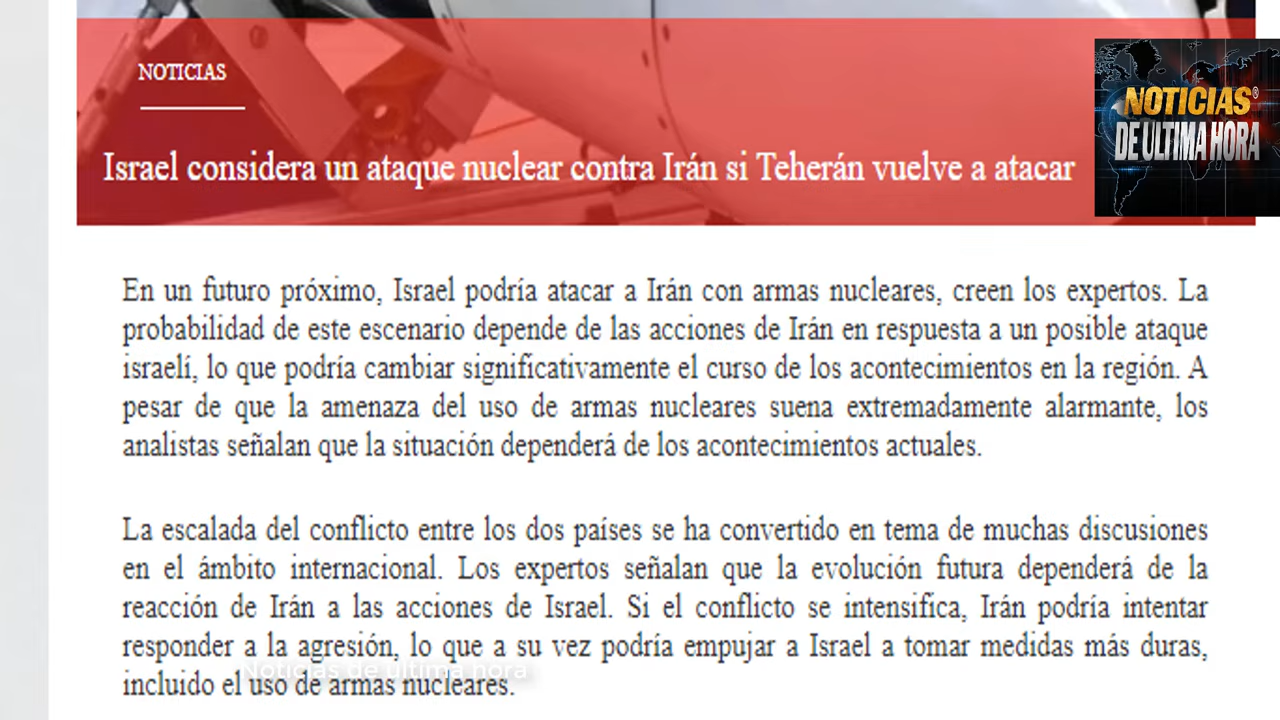 NOTICIAS
NOTICIAS®
DE ULTIMA HORA
Israel considera un ataque nuclear contra Irán si Teherán vuelve a atacar
En un futuro próximo, Israel podría atacar a Irán con armas nucleares, creen los expertos. La
probabilidad de este escenario depende de las acciones de Irán en respuesta a un posible ataque
israelí, lo que podría cambiar significativamente el curso de los acontecimientos en la región. A
pesar de que la amenaza del uso de armas nucleares suena extremadamente alarmante, los
analistas señalan que la situación dependerá de los acontecimientos actuales.
La escalada del conflicto entre los dos países se ha convertido en tema de muchas discusiones
en el ámbito internacional. Los expertos señalan que la evolución futura dependerá de la
reacción de Irán a las acciones de Israel. Si el conflicto se intensifica, Irán podría intentar
responder a la agresión, lo que a su vez podría empujar a Israel a tomar medidas más duras,
Noticias de ultima hora
incluido el uso de armas nucleares.